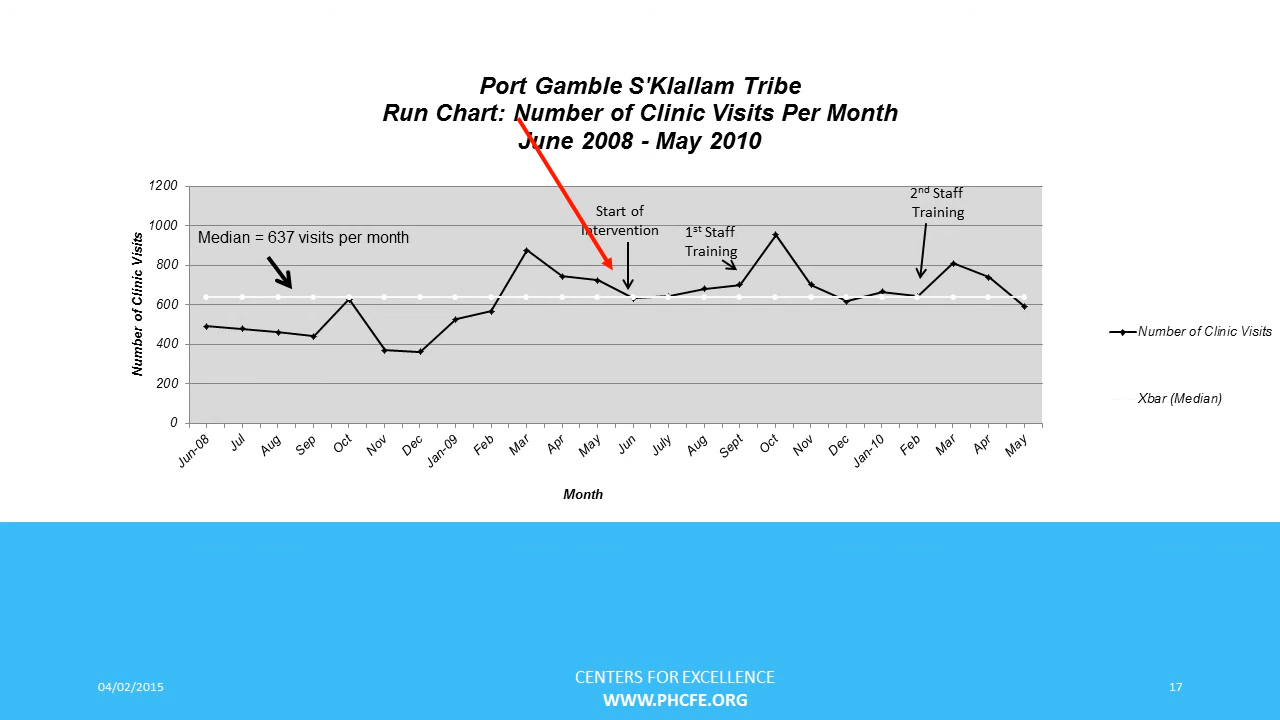 Port Gamble S'Klallam Tribe
Run Chart: Number of Clinic Visits Per Month
June 2008 - May 2010
1200
1000
800
600
400
200
0
Number of Clinic Visits
Median = 637 visits per month
Start of
Intervention
1st Staff
Training
2nd Staff
Training
Jun-08 Jul Aug Sep Oct Nov Dec Jan-09 Feb Mar Apr May Jun July Aug Sept Oct Nov Dec Jan-10 Feb Mar Apr May
Month
Number of Clinic Visits
Xbar (Median)
04/02/2015
CENTERS FOR EXCELLENCE
WWW.PHCFE.ORG
17